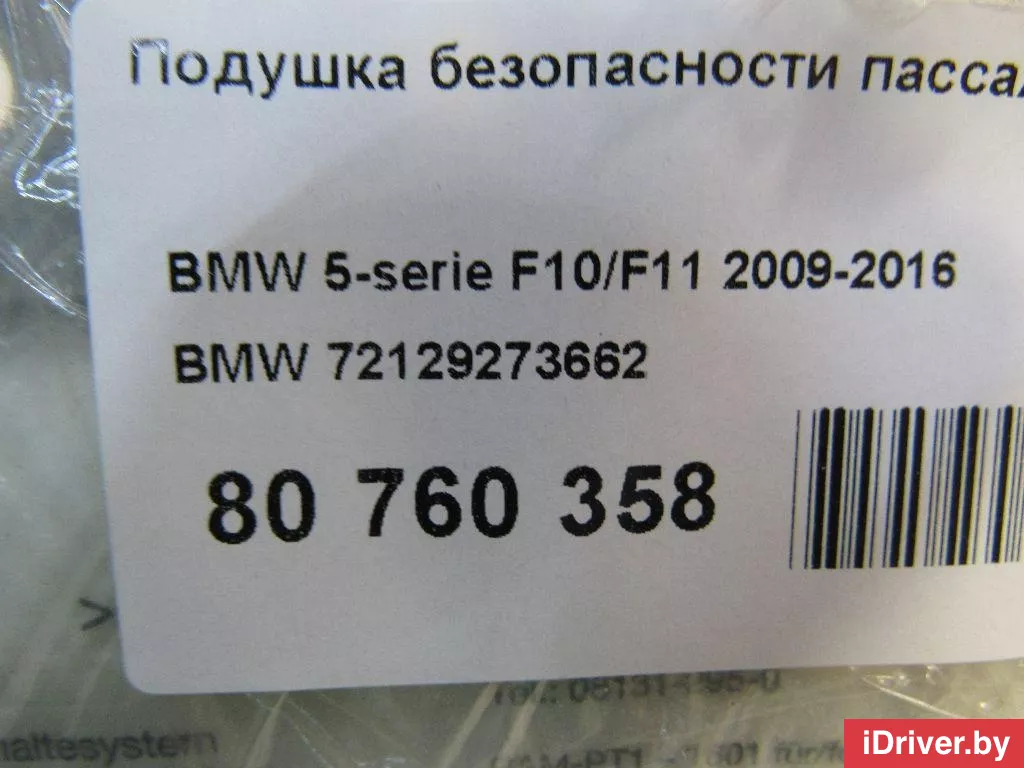 Подушка безопасности пасса
BMW 5-serie F10/F11 2009-2016
BMW 72129273662
80 760 358
iDriver.by